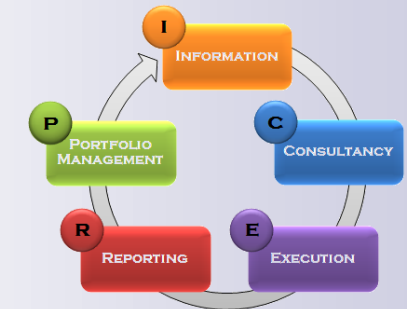 I
INFORMATION
C
CONSULTANCY
E
EXECUTION
R
REPORTING
P
PORTFOLIO
MANAGEMENT